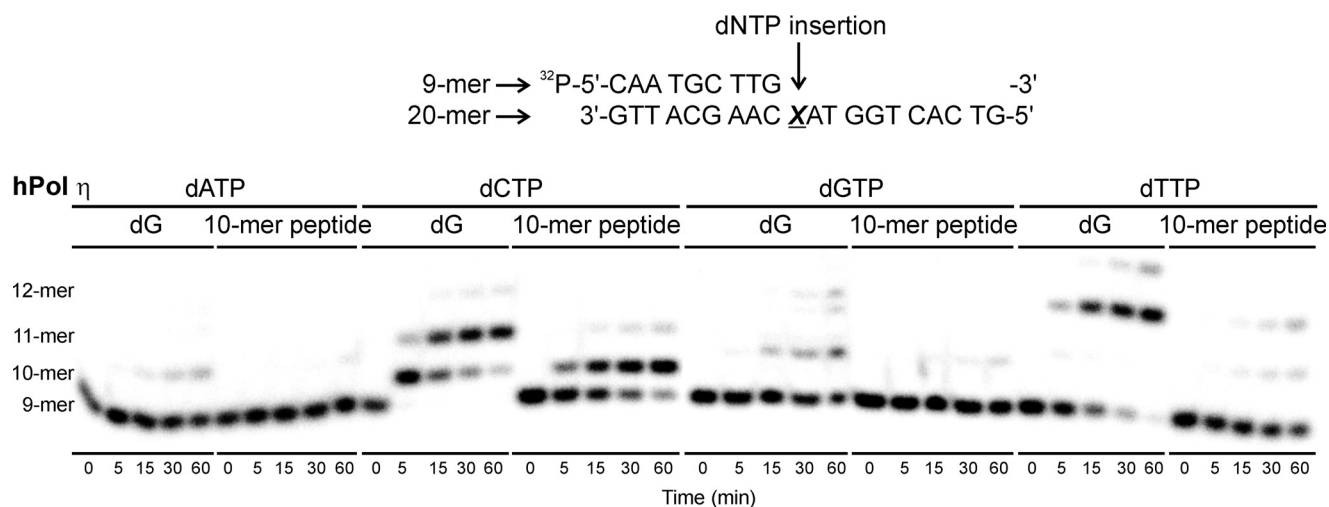 dNTP insertion
9-mer → 32P-5'-CAA TGC TTG -3'
20-mer → 3'-GTT ACG AAC XAT GGT CAC TG-5'
hPol η dATP dCTP dGTP dTTP
dG 10-mer peptide dG 10-mer peptide dG 10-mer peptide dG 10-mer peptide
12-mer
11-mer
10-mer
9-mer
0 5 15 30 60 0 5 15 30 60 0 5 15 30 60 0 5 15 30 60 0 5 15 30 60 0 5 15 30 60 0 5 15 30 60 0 5 15 30 60
Time (min)